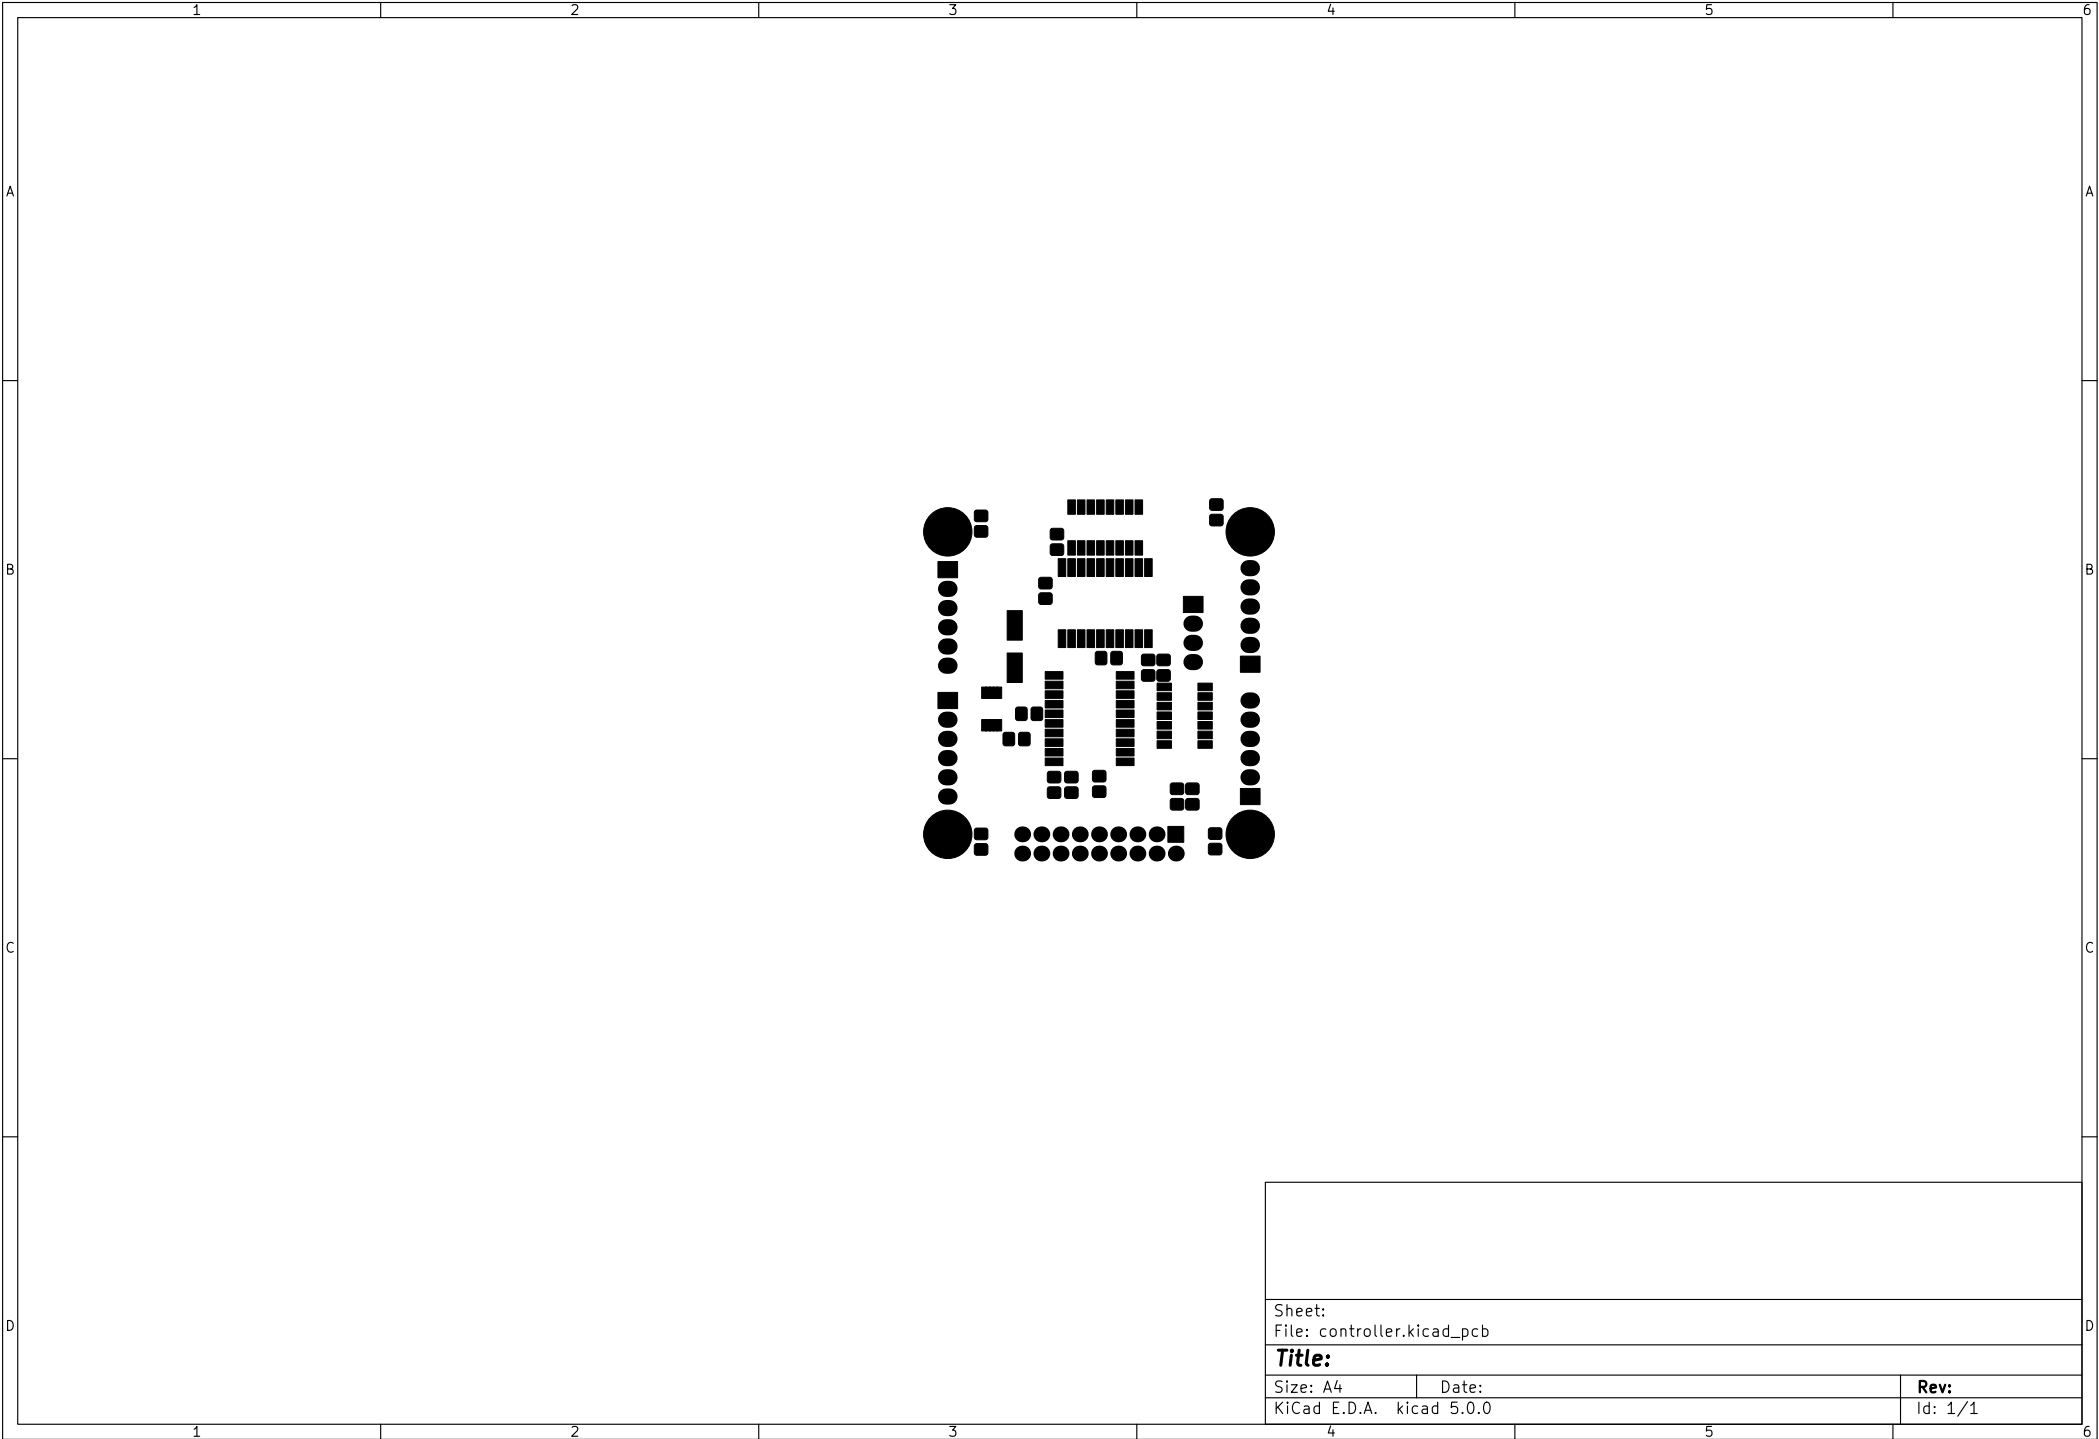 1 2 3 4 5 6
A A
B B
C C
Sheet:
File: controller.kicad_pcb
D D
Title:
Size: A4 Date: Rev:
KiCad E.D.A. kicad 5.0.0 Id: 1/1
1 2 3 4 5 6